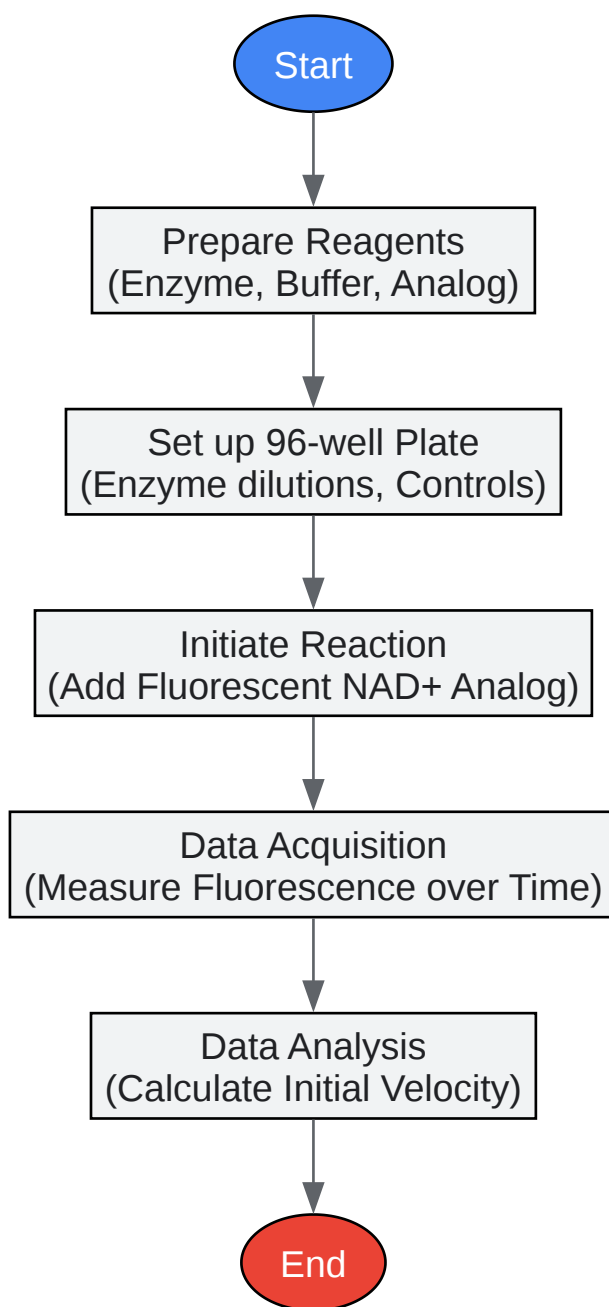 Start
Prepare Reagents
(Enzyme, Buffer, Analog)
Set up 96-well Plate
(Enzyme dilutions, Controls)
Initiate Reaction
(Add Fluorescent NAD+ Analog)
Data Acquisition
(Measure Fluorescence over Time)
Data Analysis
(Calculate Initial Velocity)
End